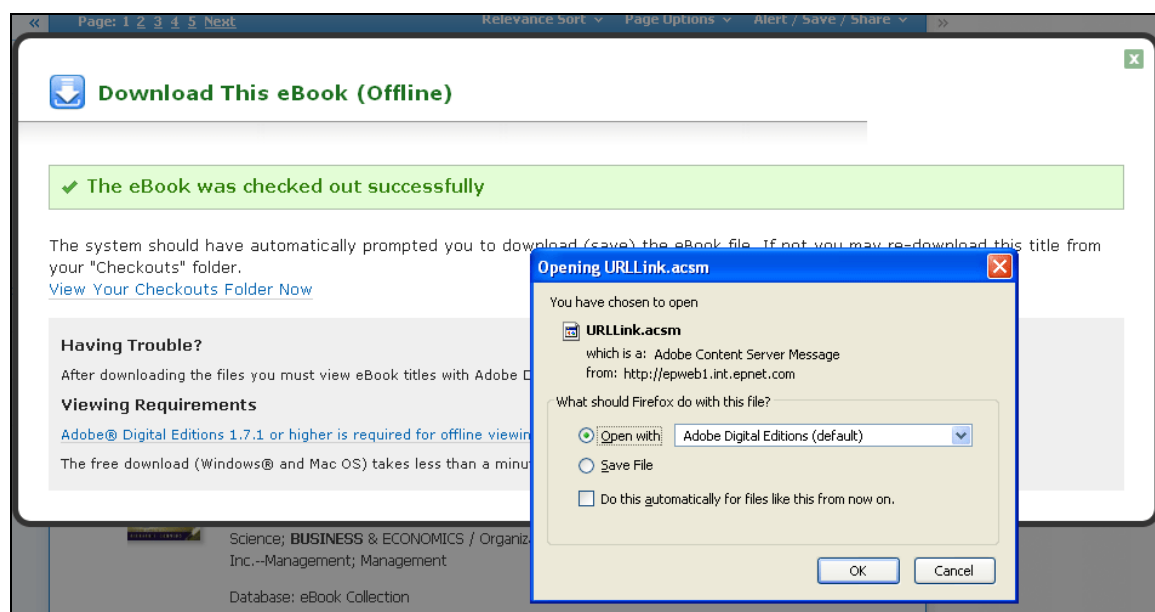 « Page: 1 2 3 4 5 Next Relevance Sort Page Options Alert / Save / Share »
Download This eBook (Offline)
The eBook was checked out successfully
The system should have automatically prompted you to download (save) the eBook file. If not you may re-download this title from
your "Checkouts" folder.
View Your Checkouts Folder Now
Having Trouble?
After downloading the files you must view eBook titles with Adobe D
Viewing Requirements
Adobe® Digital Editions 1.7.1 or higher is required for offline viewin
The free download (Windows® and Mac OS) takes less than a minu
Opening URLLink.acsm
You have chosen to open
URLLink.acsm
which is a: Adobe Content Server Message
from: http://epweb1.int.epnet.com
What should Firefox do with this file?
Open with Adobe Digital Editions (default)
Save File
Do this automatically for files like this from now on.
OK Cancel
Science; BUSINESS & ECONOMICS / Organiz
Inc.--Management; Management
Database: eBook Collection